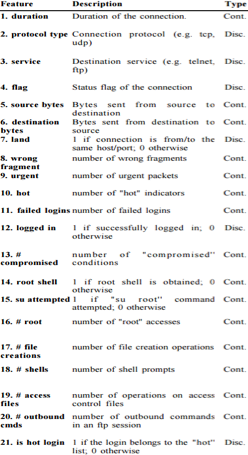 Feature Description Type
1. duration Duration of the connection. Cont.
2. protocol type Connection protocol (e.g. tcp, Disc.
udp)
3. service Destination service (e.g. telnet, Disc.
ftp)
4. flag Status flag of the connection Disc.
5. source bytes Bytes sent from source to Cont.
destination
6. destination Bytes sent from destination to Cont.
bytes source
7. land 1 if connection is from/to the Disc.
same host/port; 0 otherwise
8. wrong number of wrong fragments Cont.
fragment
9. urgent number of urgent packets Cont.
10. hot number of "hot" indicators Cont.
11. failed logins number of failed logins Cont.
12. logged in 1 if successfully logged in; 0 Disc.
otherwise
13. # number of "compromised" Cont.
compromised conditions
14. root shell 1 if root shell is obtained; 0 Cont.
otherwise
15. su attempted 1 if "su root" command Cont.
attempted; 0 otherwise
16. # root number of "root" accesses Cont.
17. # file number of file creation operations Cont.
creations
18. # shells number of shell prompts Cont.
19. # access number of operations on access Cont.
files control files
20. # outbound number of outbound commands Cont.
cmds in an ftp session
21. is hot login 1 if the login belongs to the "hot" Disc.
list; 0 otherwise